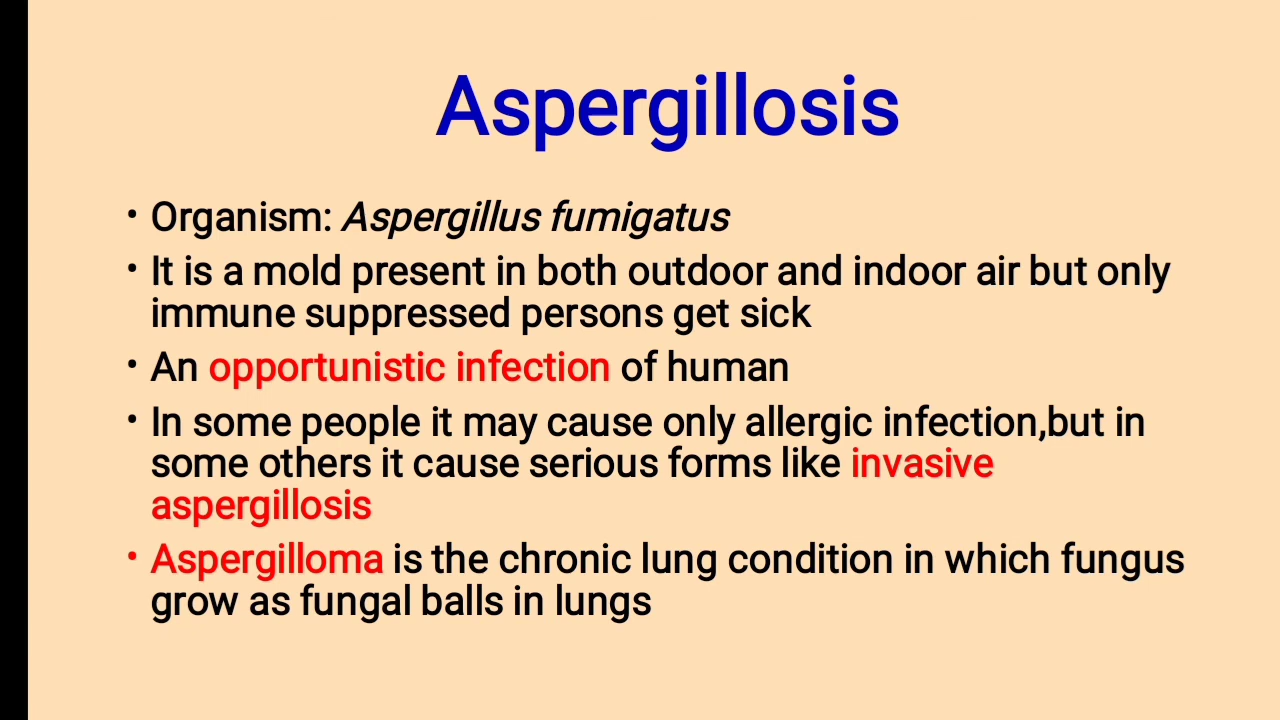 Aspergillosis
• Organism: Aspergillus fumigatus
• It is a mold present in both outdoor and indoor air but only
immune suppressed persons get sick
• An opportunistic infection of human
• In some people it may cause only allergic infection,but in
some others it cause serious forms like invasive
aspergillosis
• Aspergilloma is the chronic lung condition in which fungus
grow as fungal balls in lungs